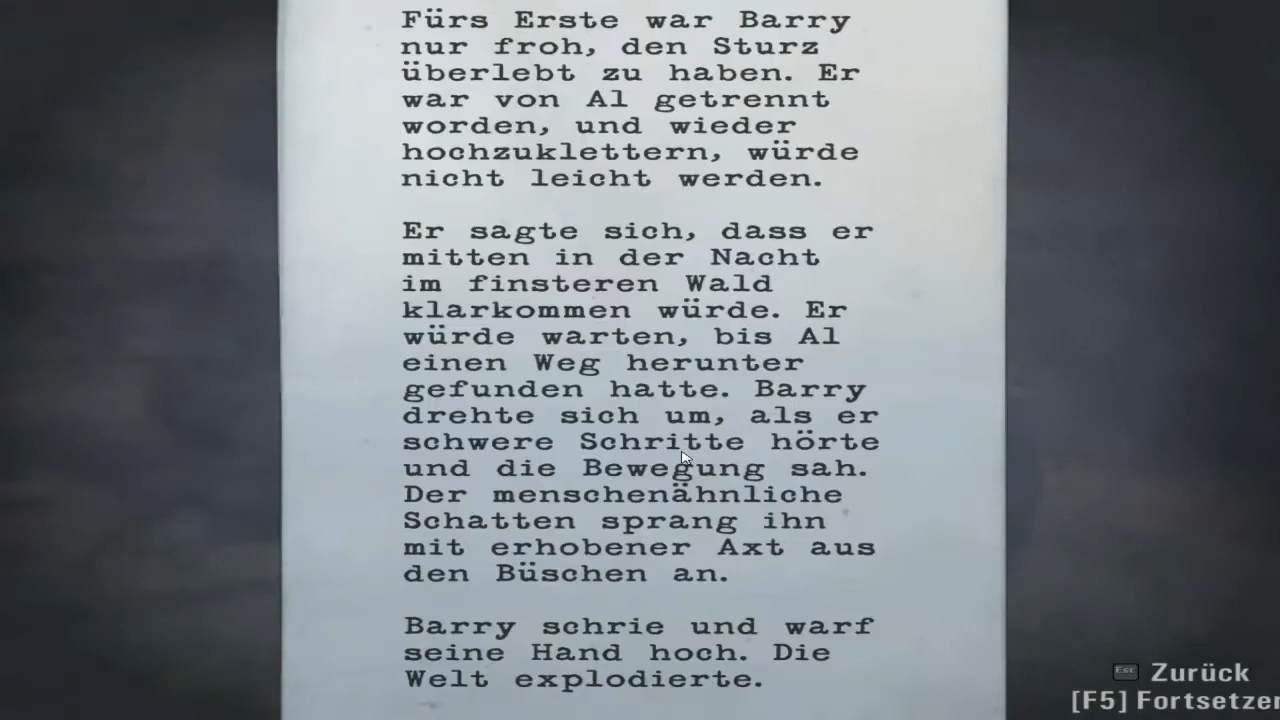 Fürs Erste war Barry
nur froh, den Sturz
überlebt zu haben. Er
war von Al getrennt
worden, und wieder
hochzuklettern, würde
nicht leicht werden.
Er sagte sich, dass er
mitten in der Nacht
im finsteren Wald
klarkommen würde. Er
würde warten, bis Al
einen Weg herunter
gefunden hatte. Barry
drehte sich um, als er
schwere Schritte hörte
und die Bewegung sah.
Der menschenähnliche
Schatten sprang ihn
mit erhobener Axt aus
den Büschen an.
Barry schrie und warf
seine Hand hoch. Die
Welt explodierte.
Esc Zurück
[F5] Fortsetzen